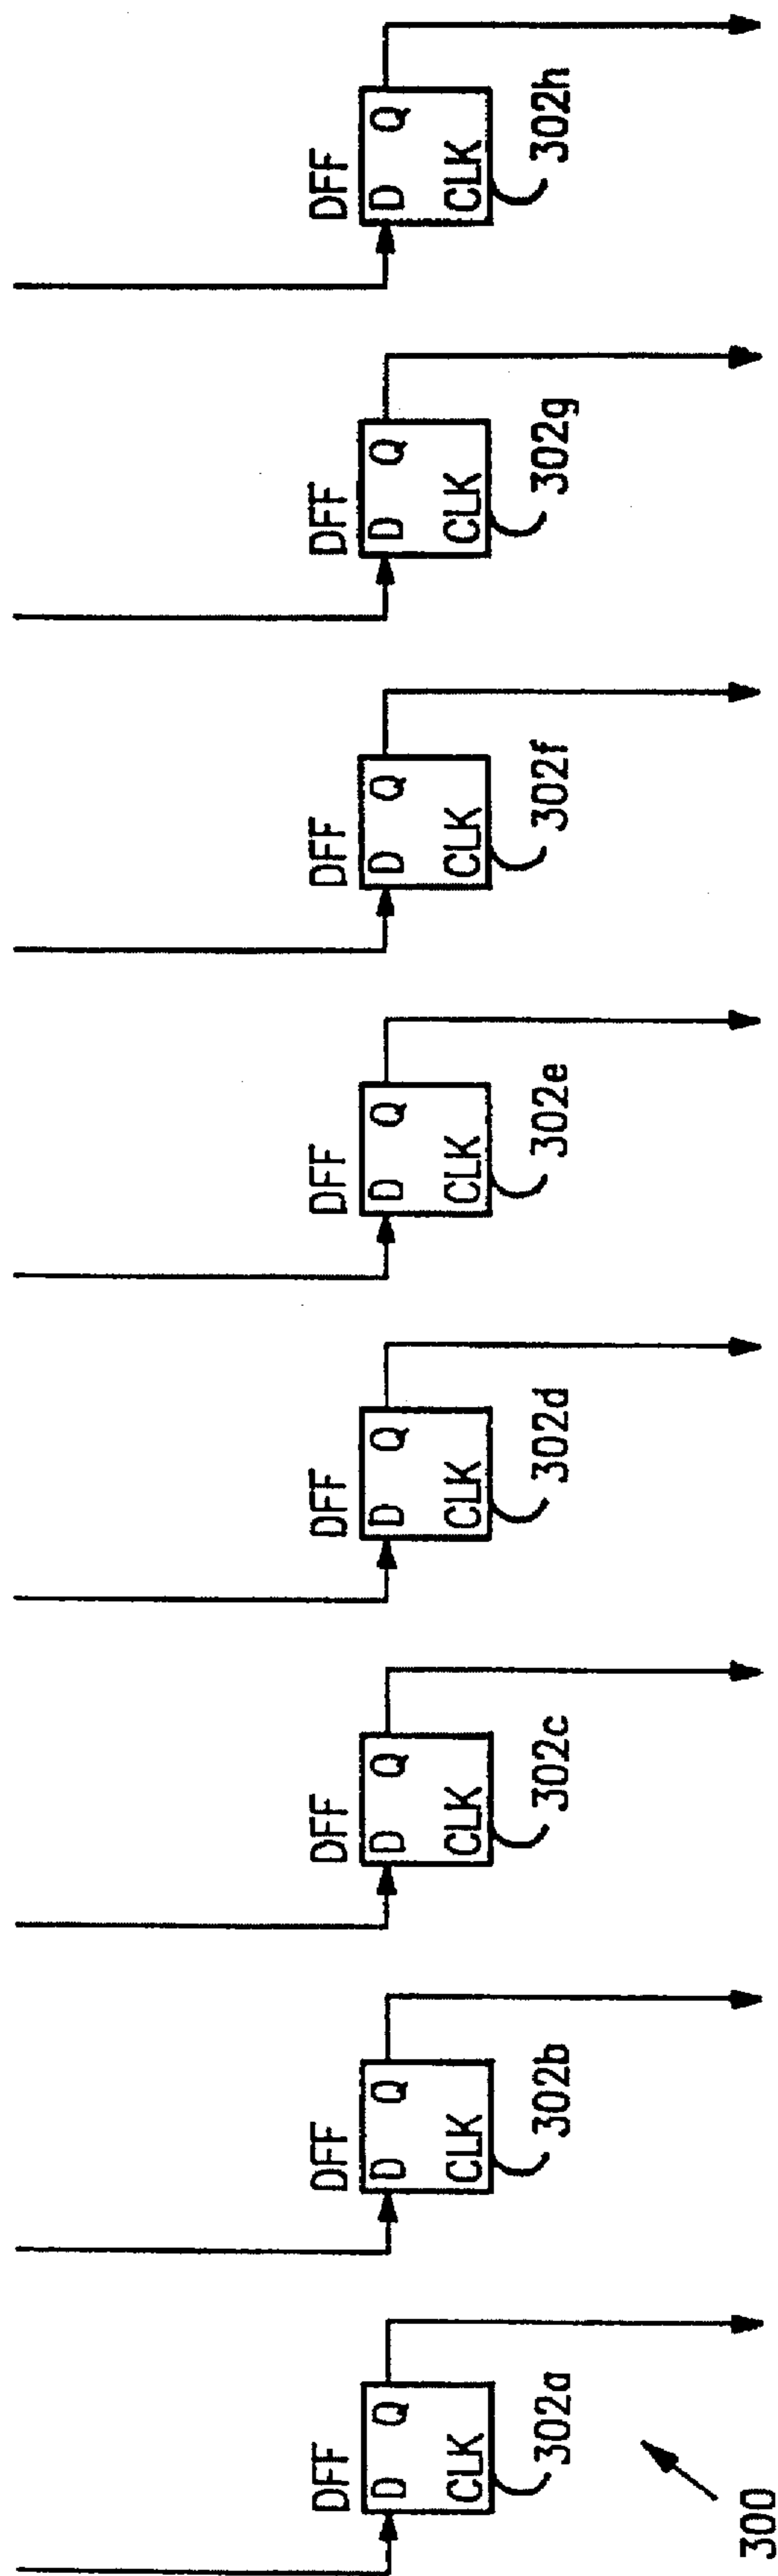 DFF
D Q
CLK
302a
DFF
D Q
CLK
302b
DFF
D Q
CLK
302c
DFF
D Q
CLK
302d
DFF
D Q
CLK
302e
DFF
D Q
CLK
302f
DFF
D Q
CLK
302g
DFF
D Q
CLK
302h
300